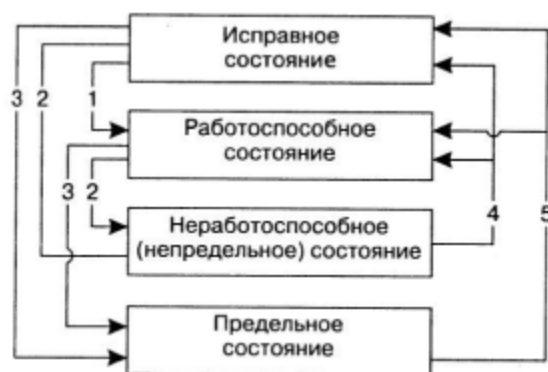 Исправное
состояние
3 2 1
Работоспособное
состояние
3 2
Неработоспособное
(непредельное) состояние
4 5
Предельное
состояние